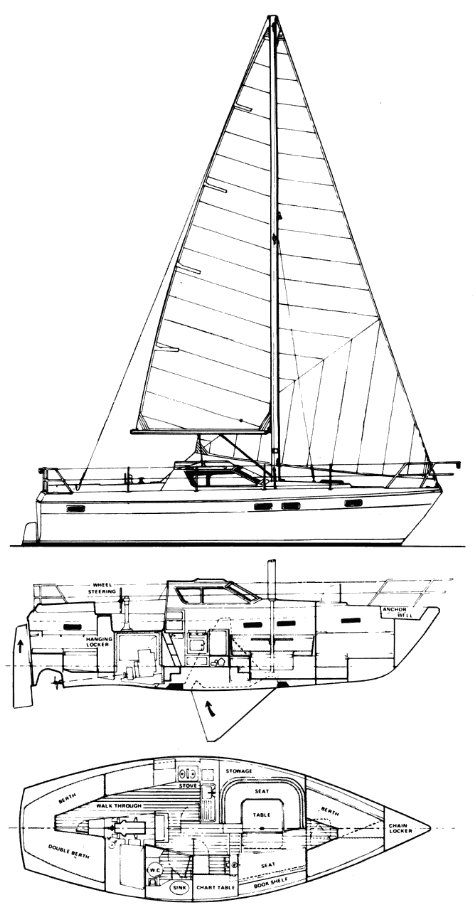 WHEEL
STEERING
ANCHOR
WELL
HANGING
LOCKER
STOWAGE
STOVE
SEAT
BERTH
WALK THROUGH
TABLE
BERTH
CHAIN
LOCKER
DOUBLE BERTH
W.C
SINK
CHART TABLE
SEAT
BOOK SHELF